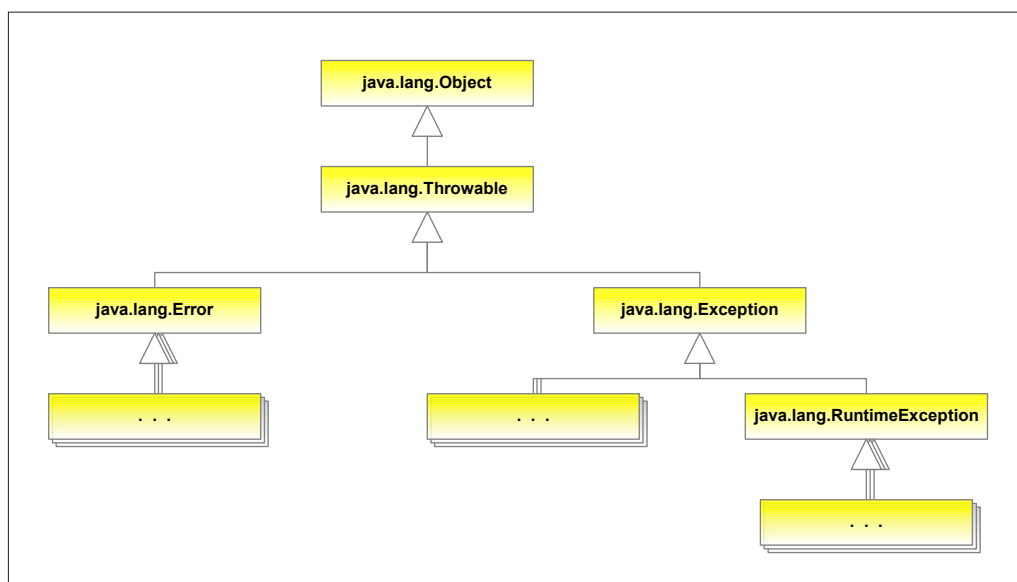 java.lang.Object
java.lang.Throwable
java.lang.Error
java.lang.Exception
. . .
. . .
java.lang.RuntimeException
. . .